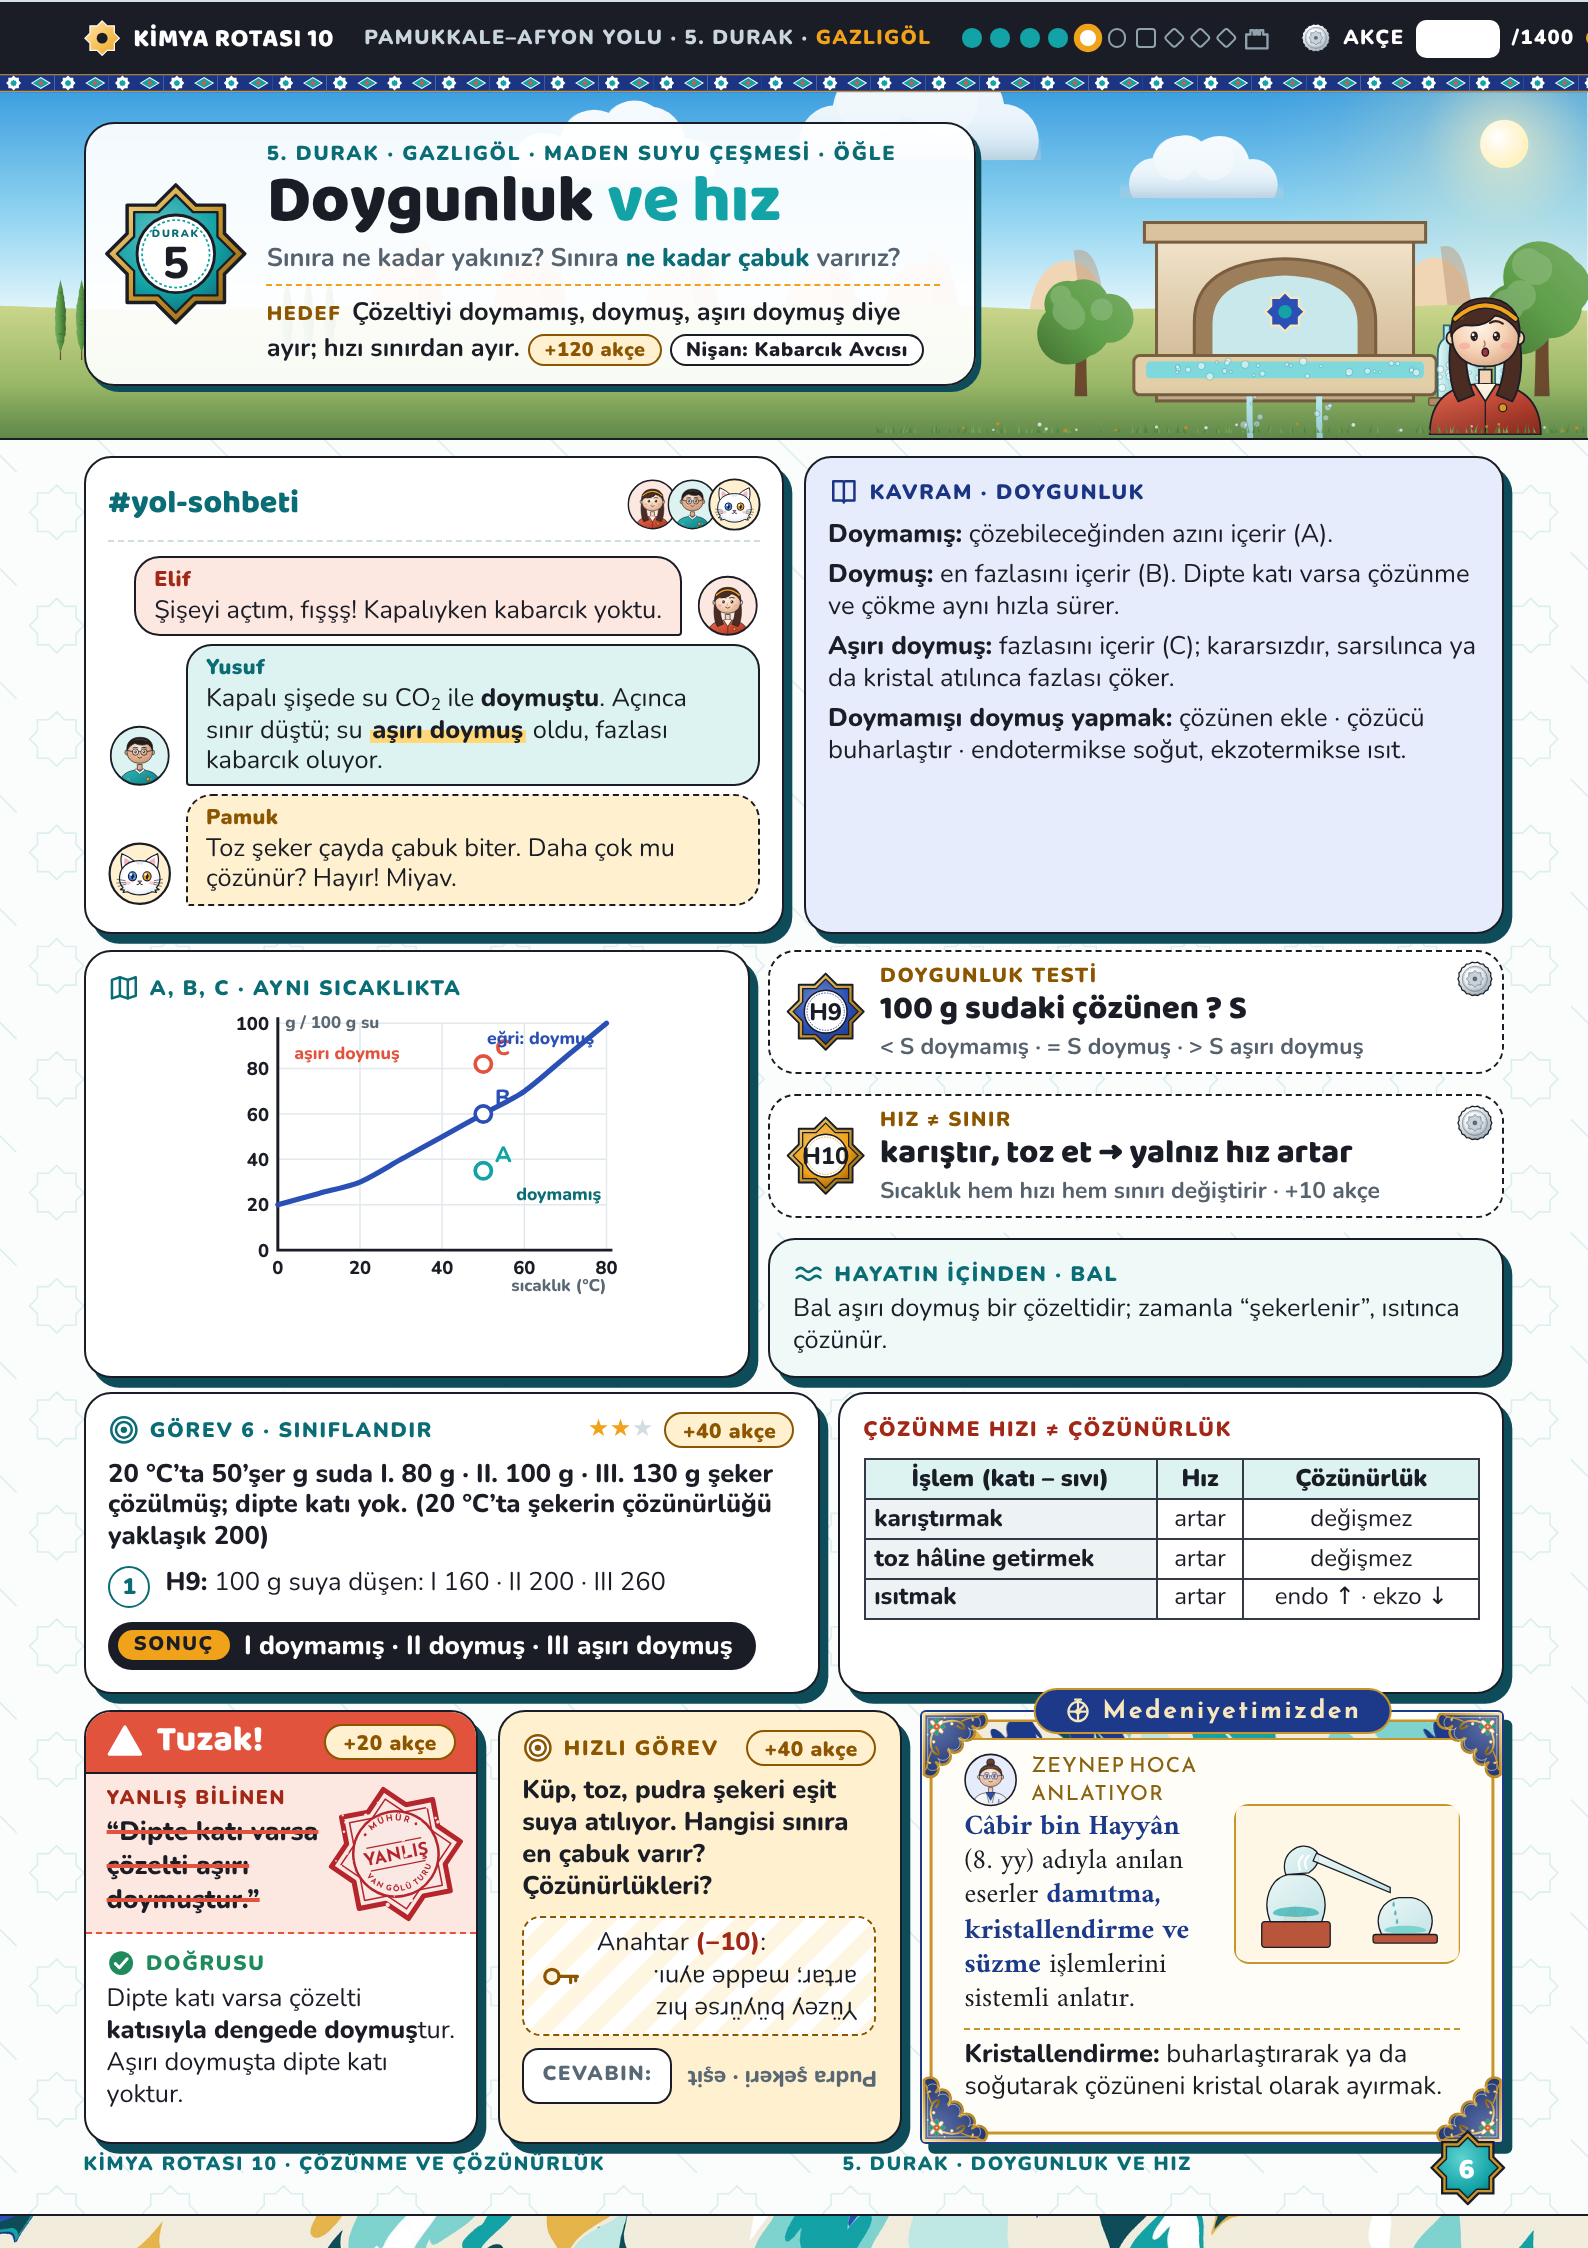 KİMYA ROTASI 10 PAMUKKALE–AFYON YOLU · 5. DURAK · GAZLIGÖL AKÇE /1400
5. DURAK · GAZLIGÖL · MADEN SUYU ÇEŞMESİ · ÖĞLE
Doygunluk ve hız
DURAK
5
Sınıra ne kadar yakınız? Sınıra ne kadar çabuk varırız?
HEDEF Çözeltiyi doymamış, doymuş, aşırı doymuş diye
ayır; hızı sınırdan ayır. +120 akçe Nişan: Kabarcık Avcısı
#yol-sohbeti
Elif
Şişeyi açtım, fışşş! Kapalıyken kabarcık yoktu.
Yusuf
Kapalı şişede su CO₂ ile doymuştu. Açınca
sınır düştü; su aşırı doymuş oldu, fazlası
kabarcık oluyor.
Pamuk
Toz şeker çayda çabuk biter. Daha çok mu
çözünür? Hayır! Miyav.
KAVRAM · DOYGUNLUK
Doymamış: çözebileceğinden azını içerir (A).
Doymuş: en fazlasını içerir (B). Dipte katı varsa çözünme
ve çökme aynı hızla sürer.
Aşırı doymuş: fazlasını içerir (C); kararsızdır, sarsılınca ya
da kristal atılınca fazlası çöker.
Doymamışı doymuş yapmak: çözünen ekle · çözücü
buharlaştır · endotermikse soğut, ekzotermikse ısıt.
A, B, C · AYNI SICAKLIKTA
100 g / 100 g su
eğri: doymuş
aşırı doymuş
C
80
B
60
A
40
doymamış
20
0
0 20 40 60 80
sıcaklık (°C)
H9
DOYGUNLUK TESTİ
100 g sudaki çözünen ? S
< S doymamış · = S doymuş · > S aşırı doymuş
H10
HIZ ≠ SINIR
karıştır, toz et → yalnız hız artar
Sıcaklık hem hızı hem sınırı değiştirir · +10 akçe
HAYATIN İÇİNDEN · BAL
Bal aşırı doymuş bir çözeltidir; zamanla “şekerlenir”, ısıtınca
çözünür.
GÖREV 6 · SINIFLANDIR ★★★ +40 akçe
20 °C’ta 50’şer g suda I. 80 g · II. 100 g · III. 130 g şeker
çözülmüş; dipte katı yok. (20 °C’ta şekerin çözünürlüğü
yaklaşık 200)
1 H9: 100 g suya düşen: I 160 · II 200 · III 260
SONUÇ I doymamış · II doymuş · III aşırı doymuş
ÇÖZÜNME HIZI ≠ ÇÖZÜNÜRLÜK
İşlem (katı – sıvı) Hız Çözünürlük
karıştırmak artar değişmez
toz hâline getirmek artar değişmez
ısıtmak artar endo ↑ · ekzo ↓
Tuzak! +20 akçe
YANLIŞ BİLİNEN
“Dipte katı varsa
çözelti aşırı
doymuştur.”
MÜHÜR
YANLIŞ
VAN GÖLÜ TURU
DOĞRUSU
Dipte katı varsa çözelti
katısıyla dengede doymuştur.
Aşırı doymuşta dipte katı
yoktur.
HIZLI GÖREV +40 akçe
Küp, toz, pudra şekeri eşit
suya atılıyor. Hangisi sınıra
en çabuk varır?
Çözünürlükleri?
Anahtar (−10):
Yüzey büyürse hız
artar; madde aynı.
CEVABIN: Pudra şekeri · eşit
Medeniyetimizden
ZEYNEP HOCA
ANLATIYOR
Câbir bin Hayyân
(8. yy) adıyla anılan
eserler damıtma,
kristallendirme ve
süzme işlemlerini
sistemli anlatır.
Kristallendirme: buharlaştırarak ya da
soğutarak çözüneni kristal olarak ayırmak.
KİMYA ROTASI 10 · ÇÖZÜNME VE ÇÖZÜNÜRLÜK 5. DURAK · DOYGUNLUK VE HIZ 6